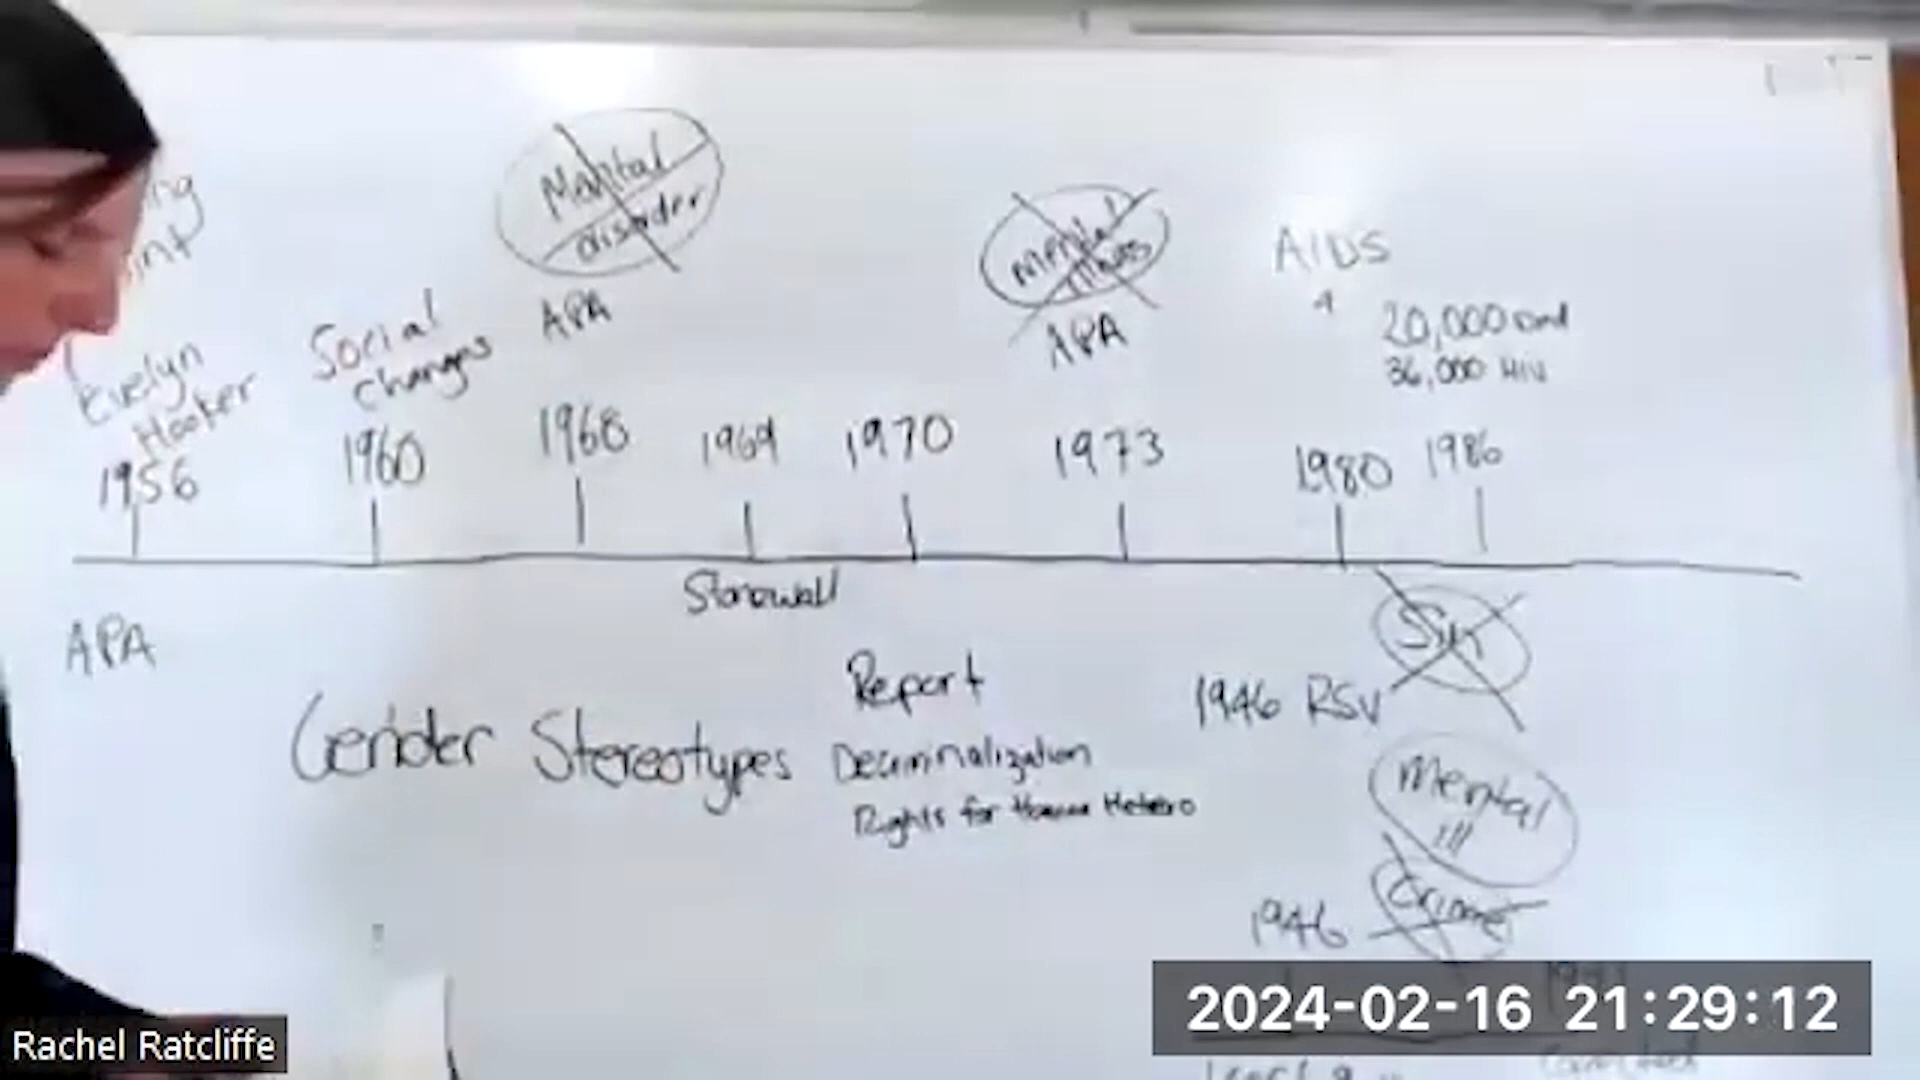 Mental
disorder
APA
Mental
illness
APA
AIDS
20,000 dead
36,000 HIV
Evelyn
Hooker
Social
changes
1956
1960
1968
1969
1970
1973
1980
1986
Stonewall
APA
Gender Stereotypes
Report
Decriminalization
Rights for Hetero
1946 RSV
Sin
Mental
Ill
Crime
1946
2024-02-16 21:29:12
Rachel Ratcliffe